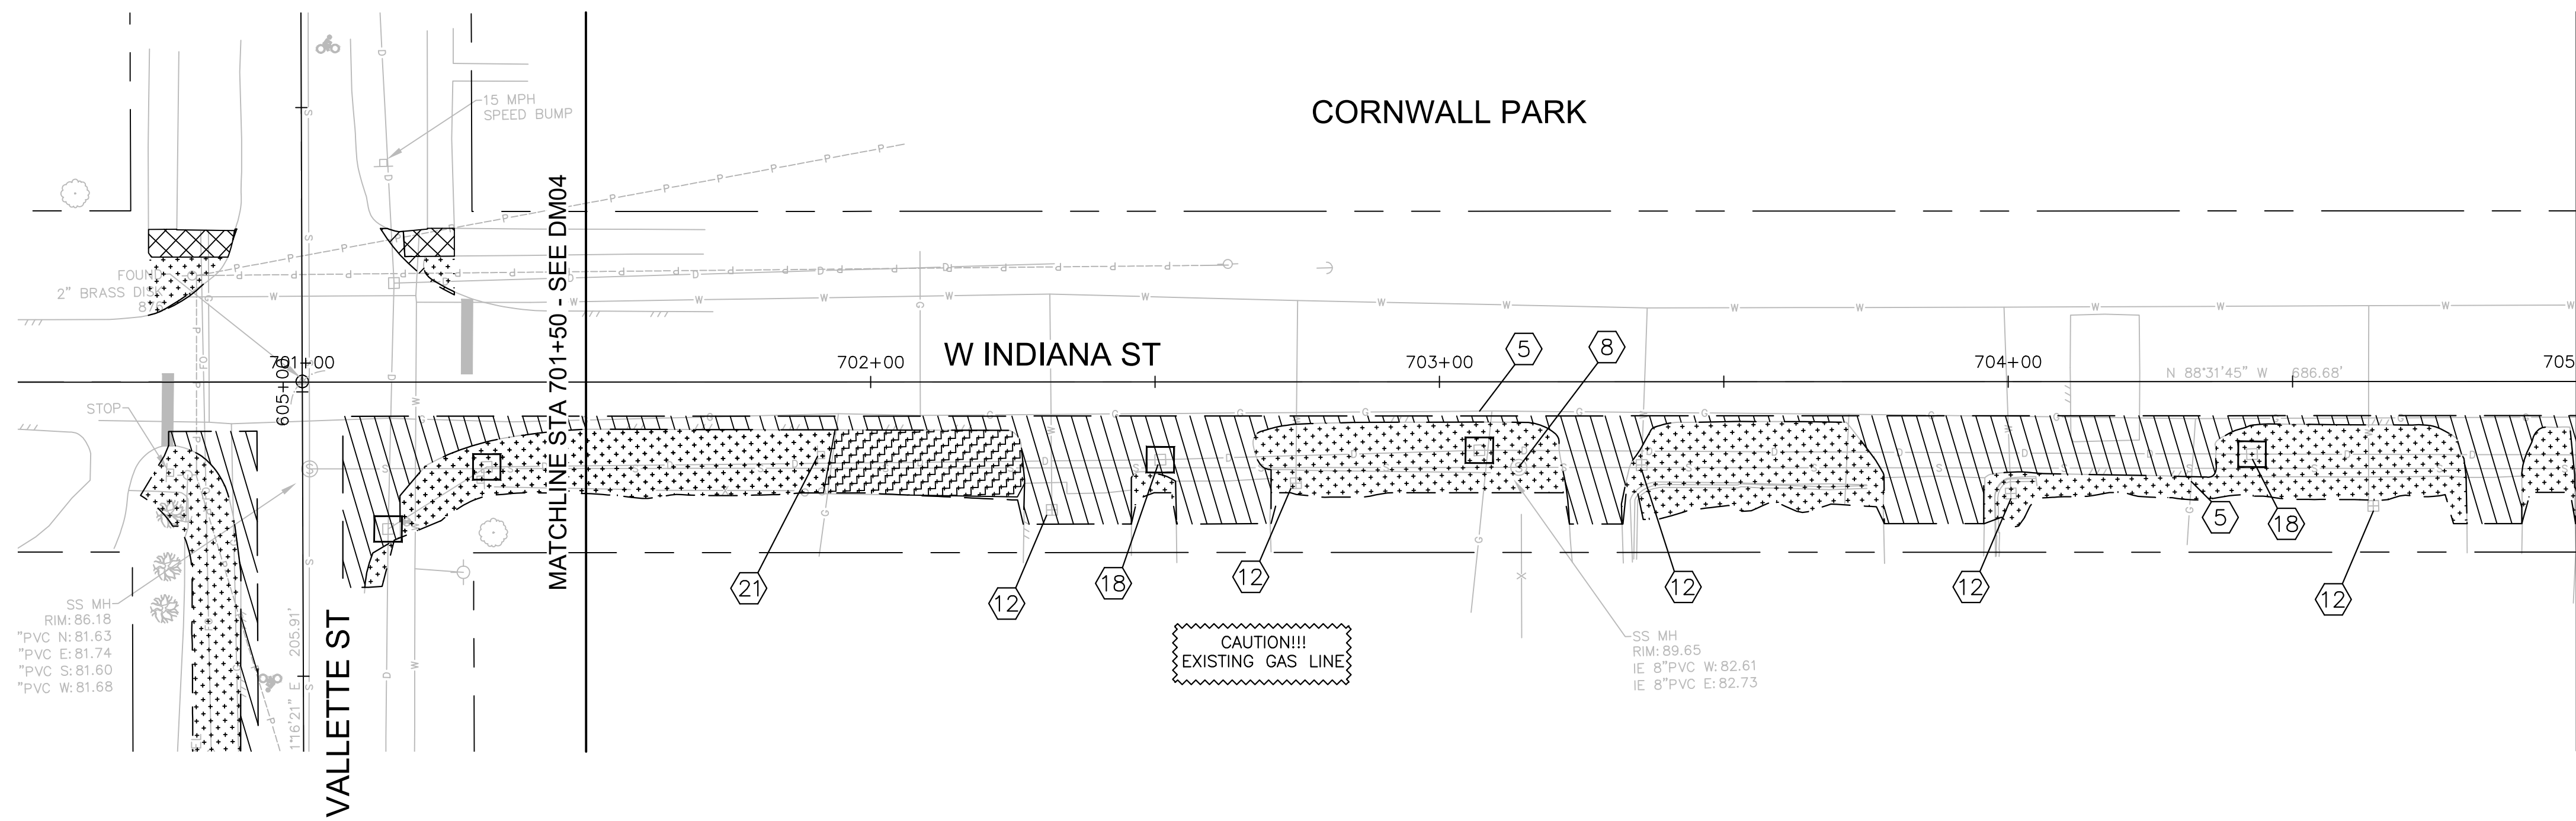 CORNWALL PARK
15 MPH
SPEED BUMP
MATCHLINE STA 701+50 - SEE DM04
FOUND
2" BRASS DISK
W INDIANA ST
701+00
702+00
703+00
704+00
705
605+00
5
8
N 88°31'45" W 686.68'
STOP
21
12
18
12
12
12
5
18
12
SS MH
RIM:86.18
"PVC N:81.63
"PVC E:81.74
"PVC S:81.60
"PVC W:81.68
1°16'21" E 205.91'
VALLETTE ST
CAUTION!!!
EXISTING GAS LINE
SS MH
RIM:89.65
IE 8"PVC W:82.61
IE 8"PVC E:82.73